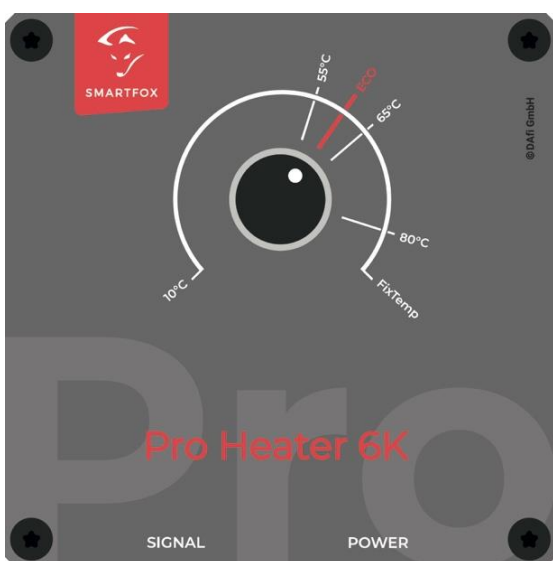 SMARTFOX
55°C
ECO
65°C
80°C
10°C
FixTemp
©DAfi GmbH
Pro
Pro Heater 6K
SIGNAL POWER